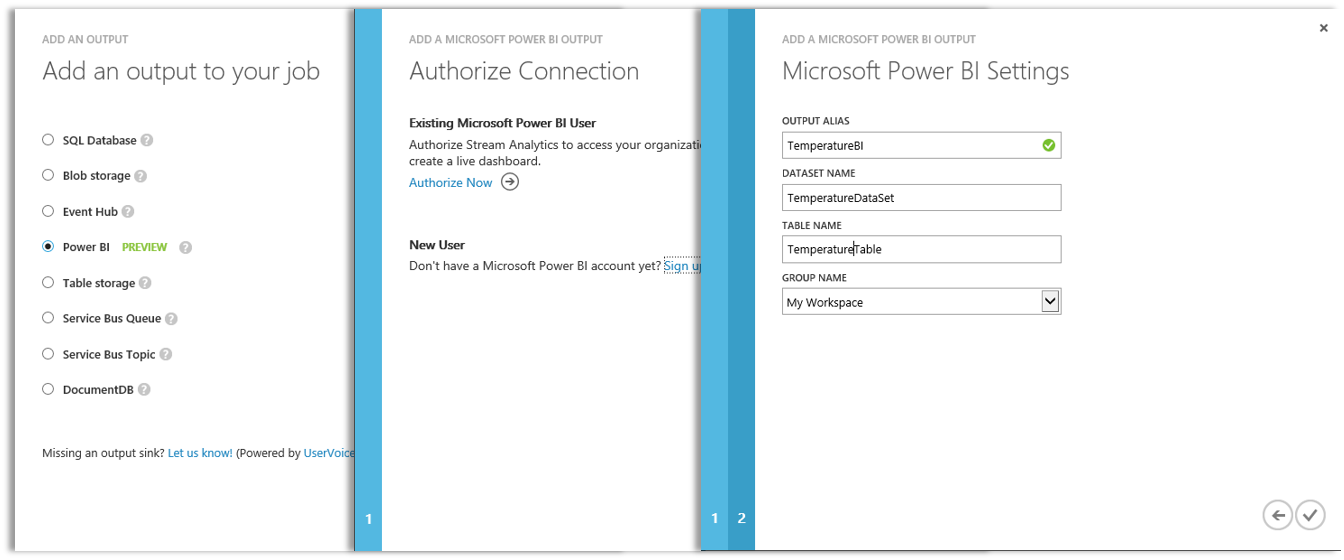 ADD AN OUTPUT
Add an output to your job
SQL Database ?
Blob storage ?
Event Hub ?
Power BI PREVIEW ?
Table storage ?
Service Bus Queue ?
Service Bus Topic ?
DocumentDB ?
Missing an output sink? Let us know! (Powered by UserVoice
ADD A MICROSOFT POWER BI OUTPUT
Authorize Connection
Existing Microsoft Power BI User
Authorize Stream Analytics to access your
create a live dashboard.
Authorize Now
New User
Don't have a Microsoft Power BI account yet? Sign
1
ADD A MICROSOFT POWER BI OUTPUT
Microsoft Power BI Settings
OUTPUT ALIAS
TemperatureBI
DATASET NAME
TemperatureDataSet
TABLE NAME
TemperatureTable
GROUP NAME
My Workspace
1 2